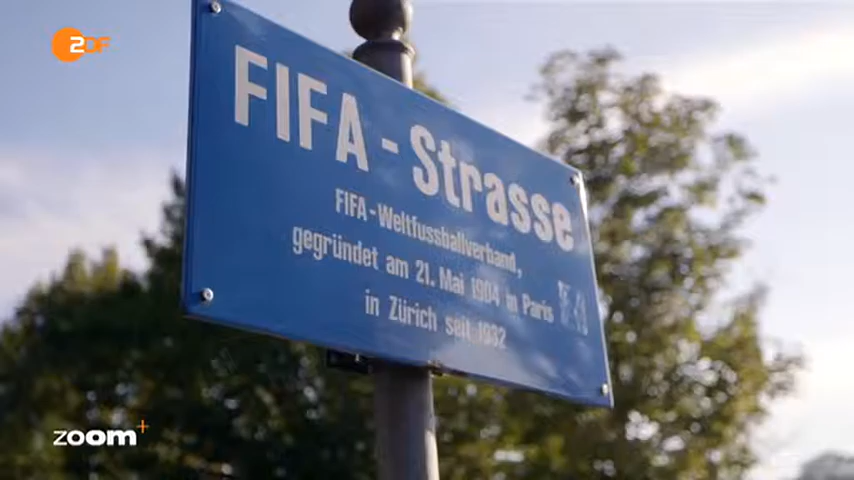 2DF
FIFA-Strasse
FIFA-Weltfussballverband,
gegründet am 21. Mai 1904 in Paris
in Zürich seit 1932
zoom+